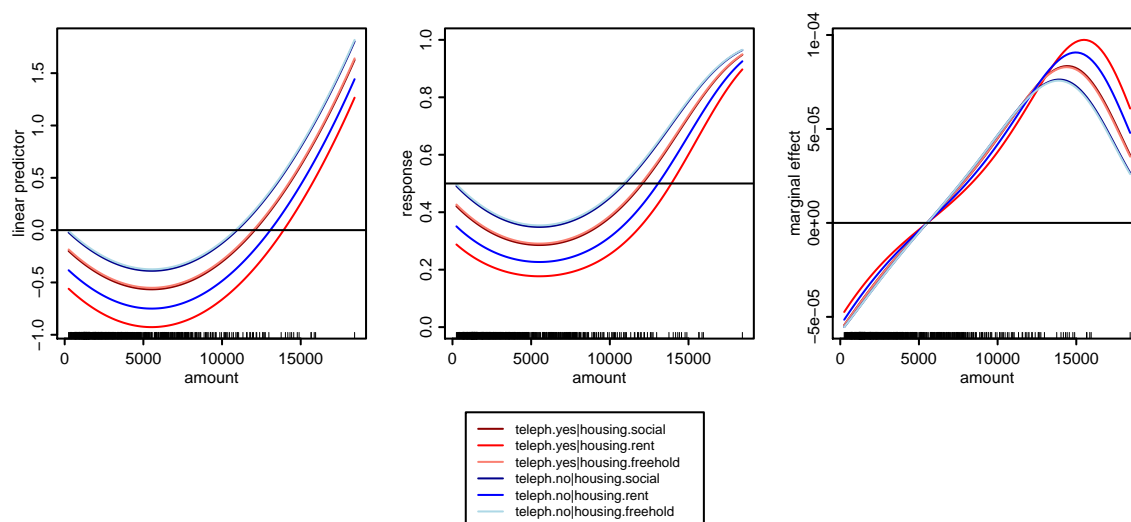 linear predictor
1.5
1.0
0.5
0.0
−0.5
−1.0
0 5000 10000 15000
amount
response
1.0
0.8
0.6
0.4
0.2
0.0
0 5000 10000 15000
amount
marginal effect
1e−04
5e−05
0e+00
−5e−05
0 5000 10000 15000
amount
teleph.yes|housing.social
teleph.yes|housing.rent
teleph.yes|housing.freehold
teleph.no|housing.social
teleph.no|housing.rent
teleph.no|housing.freehold